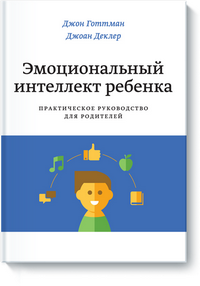 Джон Готтман
Джоан Деклер
Эмоциональный
интеллект ребенка
ПРАКТИЧЕСКОЕ РУКОВОДСТВО
ДЛЯ РОДИТЕЛЕЙ